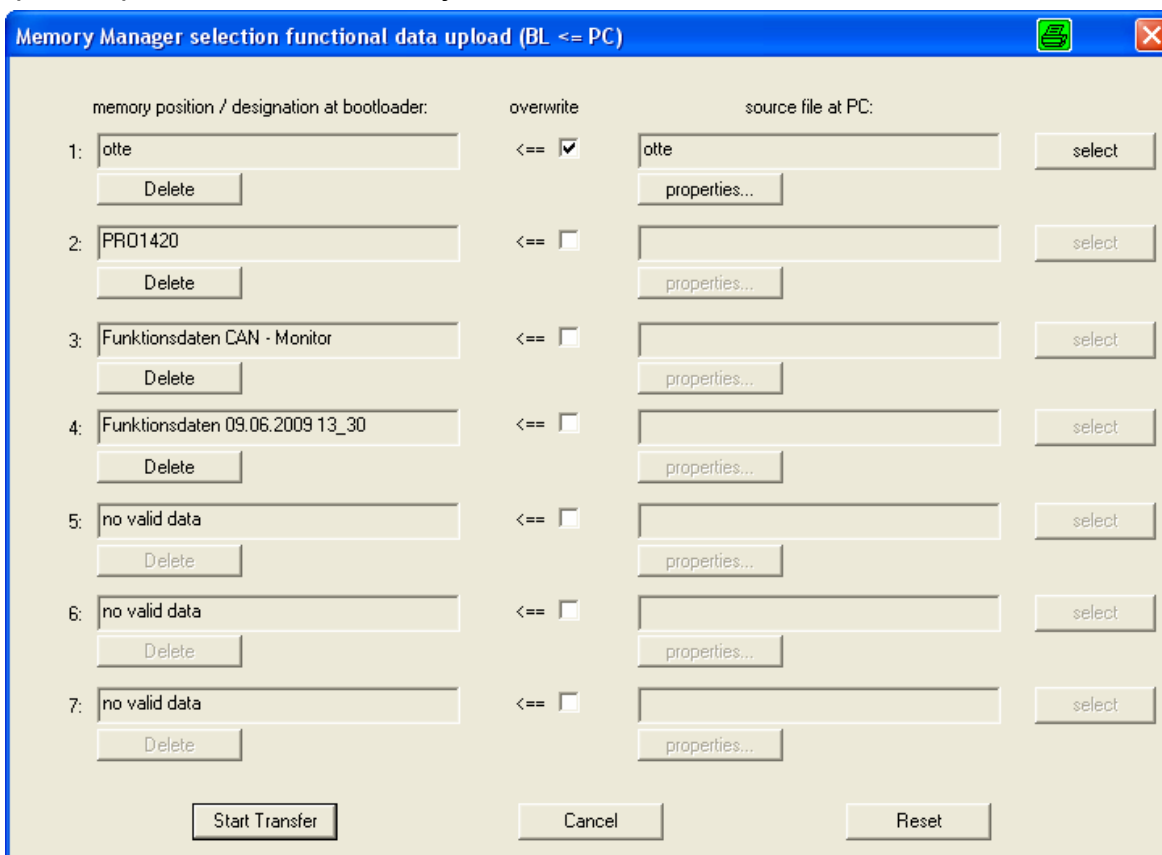 Memory Manager selection functional data upload (BL <= PC)
memory position / designation at bootloader: overwrite source file at PC:
1: otte <== otte select
Delete properties...
2: PRO1420 <== select
Delete properties...
3: Funktionsdaten CAN - Monitor <== select
Delete properties...
4: Funktionsdaten 09.06.2009 13_30 <== select
Delete properties...
5: no valid data <== select
Delete properties...
6: no valid data <== select
Delete properties...
7: no valid data <== select
Delete properties...
Start Transfer Cancel Reset